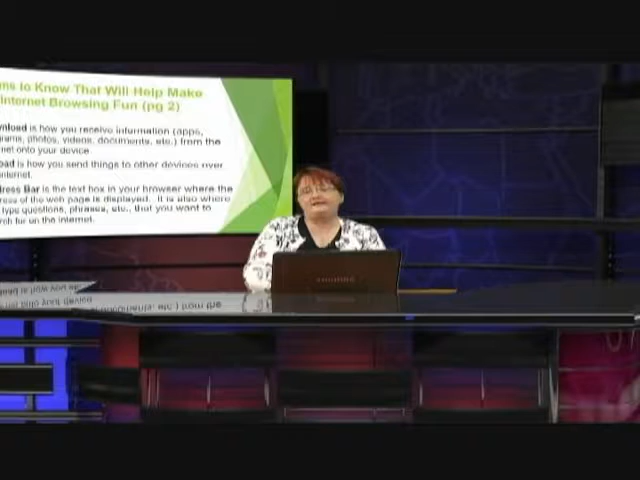 to Know That Will Help Make
Internet Browsing Fun (pg 2)
is how you receive information (apps,
photos, videos, documents, etc.) from the
onto your device
is how you send things to other devices over
Bar is the text box in your browser where the
of the web page is displayed. It is also where
type questions, phrases, etc., that you want to
for on the internet.
TOSHIBA